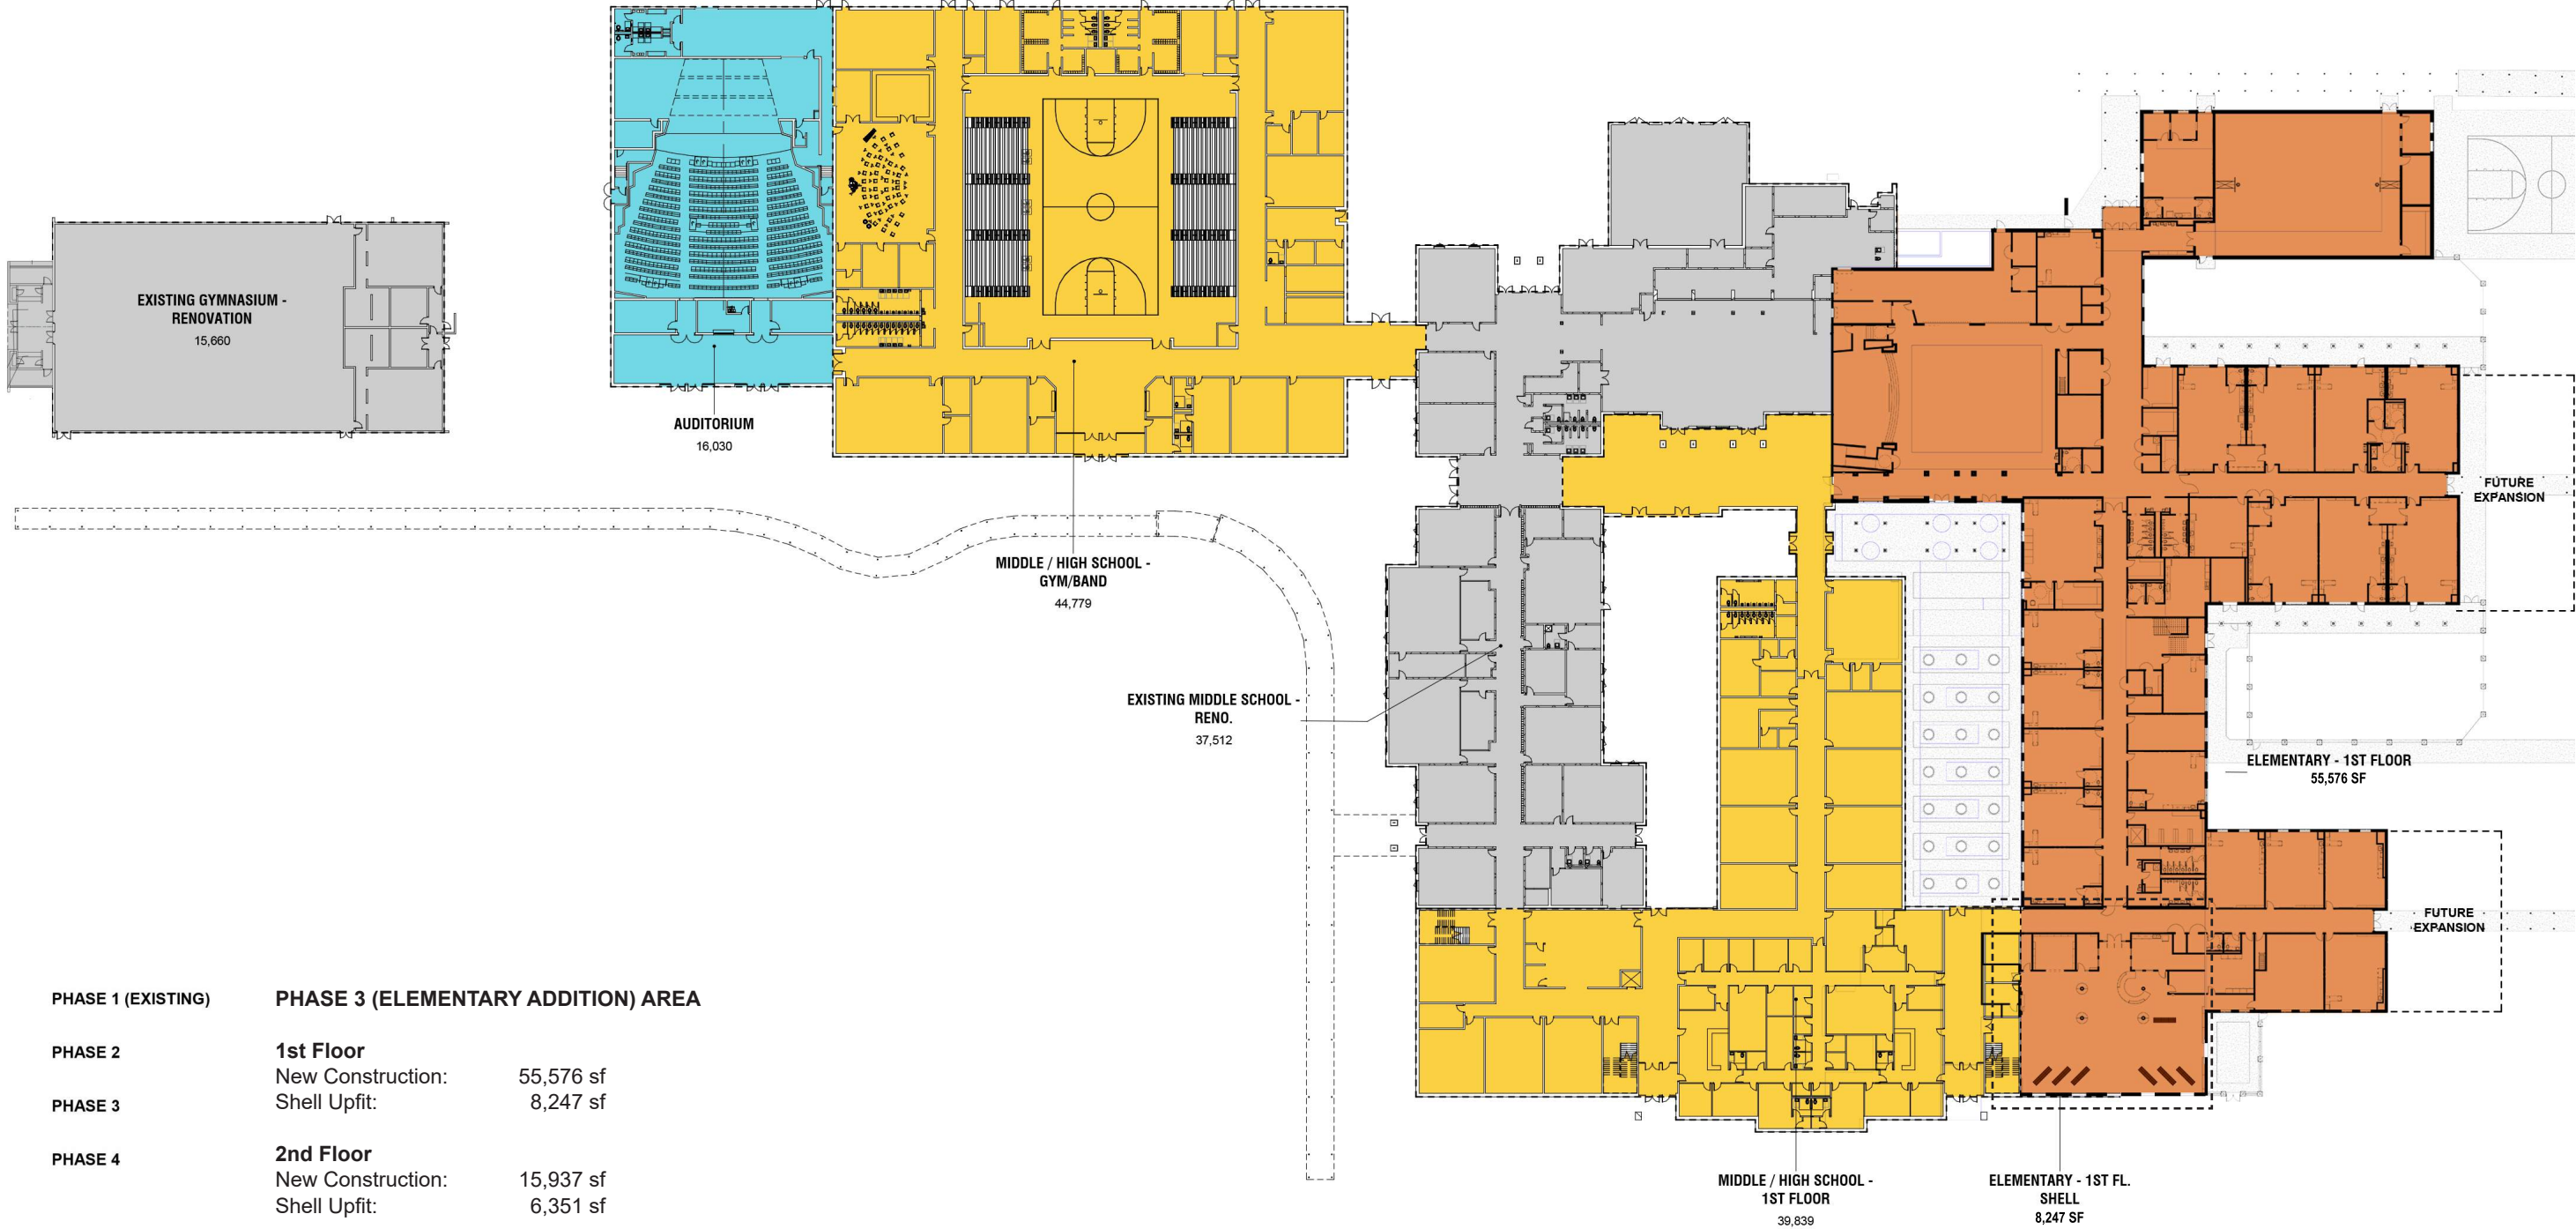 EXISTING GYMNASIUM -
RENOVATION
15,660
AUDITORIUM
16,030
MIDDLE / HIGH SCHOOL -
GYM/BAND
44,779
EXISTING MIDDLE SCHOOL -
RENO.
37,512
FUTURE
EXPANSION
ELEMENTARY - 1ST FLOOR
55,576 SF
FUTURE
EXPANSION
MIDDLE / HIGH SCHOOL -
1ST FLOOR
39,839
ELEMENTARY - 1ST FL.
SHELL
8,247 SF
PHASE 1 (EXISTING)
PHASE 2
PHASE 3
PHASE 4
PHASE 3 (ELEMENTARY ADDITION) AREA
1st Floor
New Construction: 55,576 sf
Shell Upfit: 8,247 sf
2nd Floor
New Construction: 15,937 sf
Shell Upfit: 6,351 sf